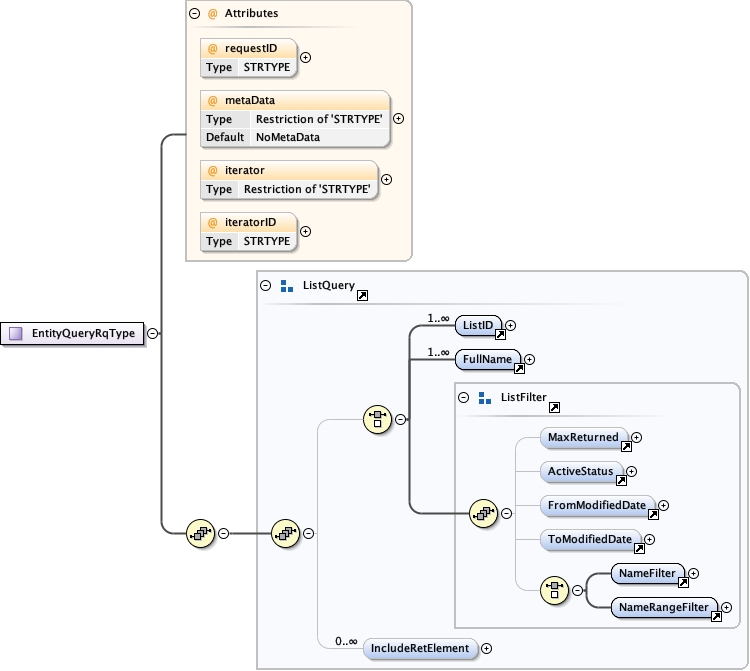 @ Attributes
@ requestID
Type STRTYPE
@ metaData
Type Restriction of 'STRTYPE'
Default NoMetaData
@ iterator
Type Restriction of 'STRTYPE'
@ iteratorID
Type STRTYPE
EntityQueryRqType
ListQuery
1..∞ ListID
1..∞ FullName
ListFilter
MaxReturned
ActiveStatus
FromModifiedDate
ToModifiedDate
NameFilter
NameRangeFilter
0..∞ IncludeRetElement